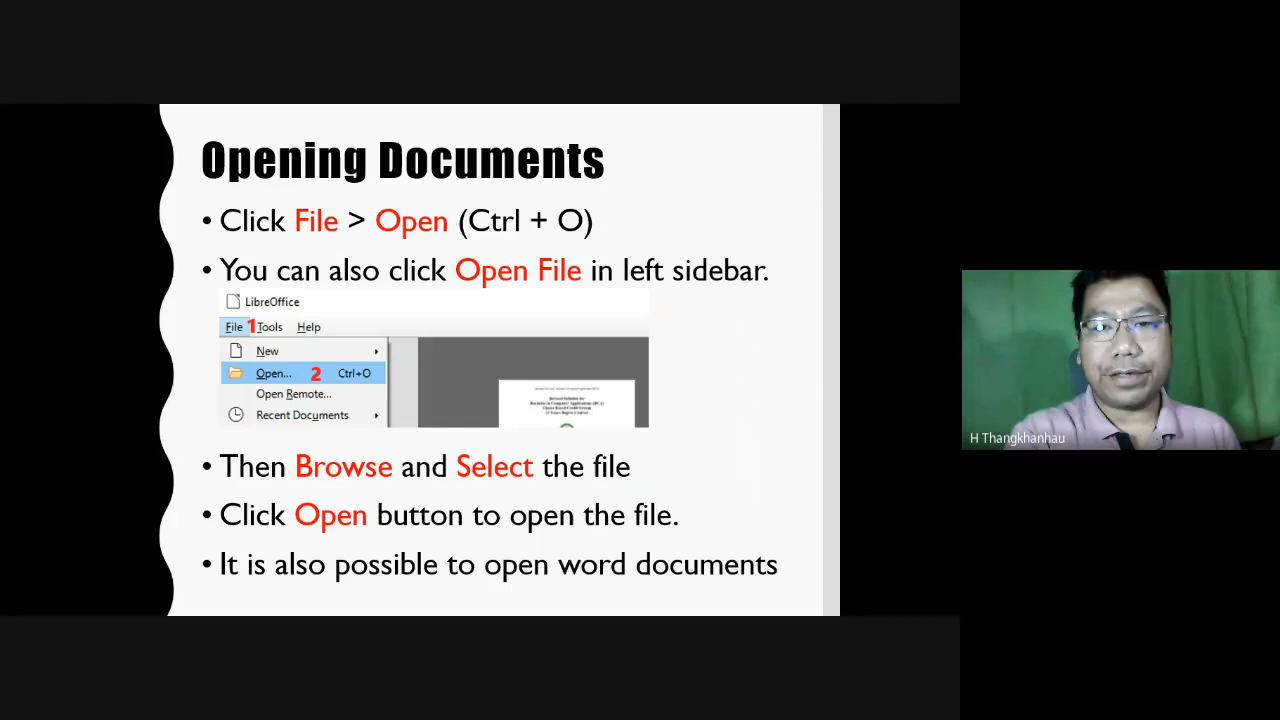 Opening Documents
• Click File > Open (Ctrl + O)
• You can also click Open File in left sidebar.
LibreOffice
File 1 Tools Help
New
Open... 2 Ctrl+O
Open Remote...
Recent Documents
• Then Browse and Select the file
• Click Open button to open the file.
• It is also possible to open word documents
H Thangkhanhau